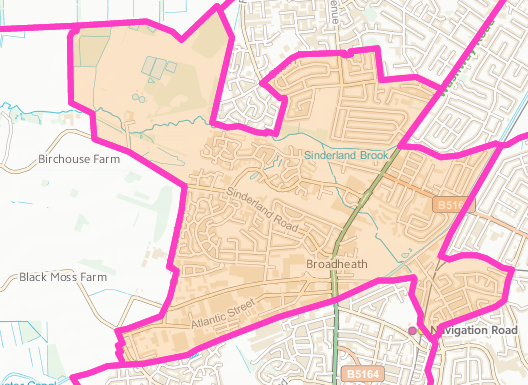 Birchouse Farm
Sinderland Brook
B516
Sinderland Road
Broadheath
Black Moss Farm
Atlantic Street
Navigation Road
B5164